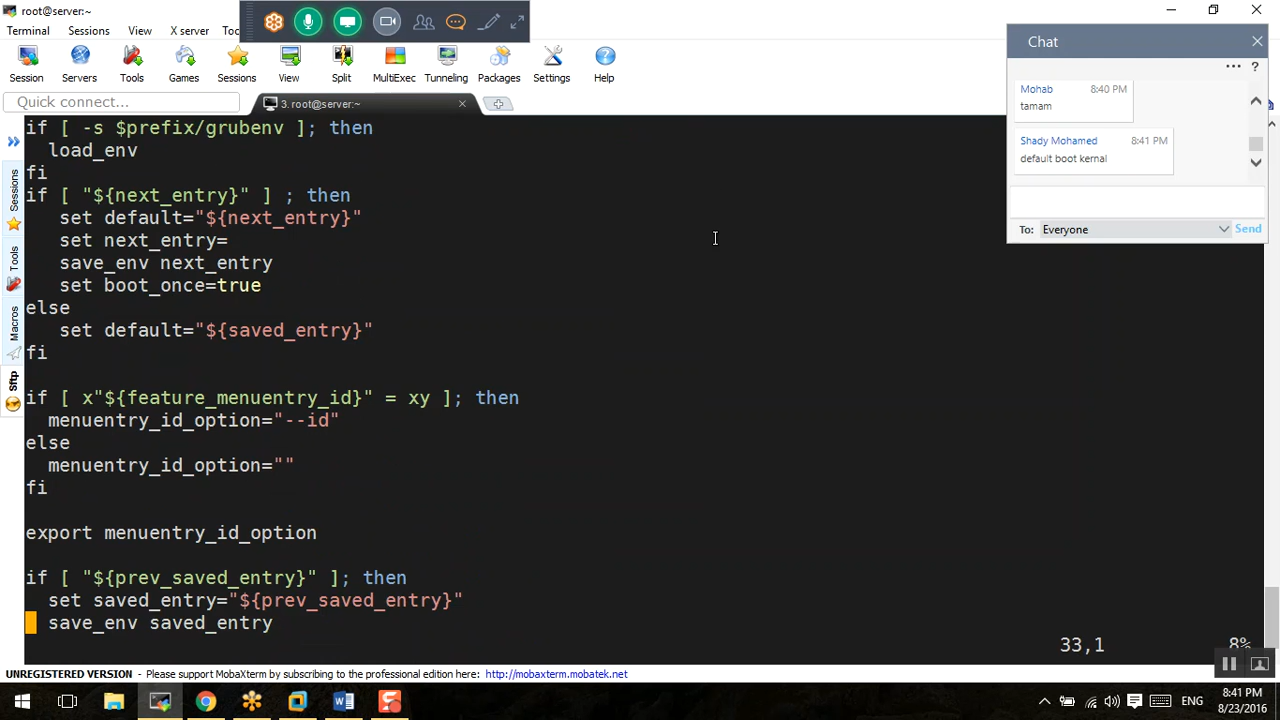 root@server:~
Terminal Sessions View X server Too
Session Servers Tools Games Sessions View Split MultiExec Tunneling Packages Settings Help
Quick connect...
3. root@server:~
if [ -s $prefix/grubenv ]; then
  load_env
fi
if [ "${next_entry}" ] ; then
   set default="${next_entry}"
   set next_entry=
   save_env next_entry
   set boot_once=true
else
   set default="${saved_entry}"
fi
if [ x"${feature_menuentry_id}" = xy ]; then
  menuentry_id_option="--id"
else
  menuentry_id_option=""
fi
export menuentry_id_option
if [ "${prev_saved_entry}" ]; then
  set saved_entry="${prev_saved_entry}"
  save_env saved_entry
33,1 8%
Sessions
Tools
Macros
Sftp
Chat
Mohab 8:40 PM
tamam
Shady Mohamed 8:41 PM
default boot kernal
To: Everyone Send
UNREGISTERED VERSION - Please support MobaXterm by subscribing to the professional edition here: http://mobaxterm.mobatek.net
ENG
8:41 PM
8/23/2016